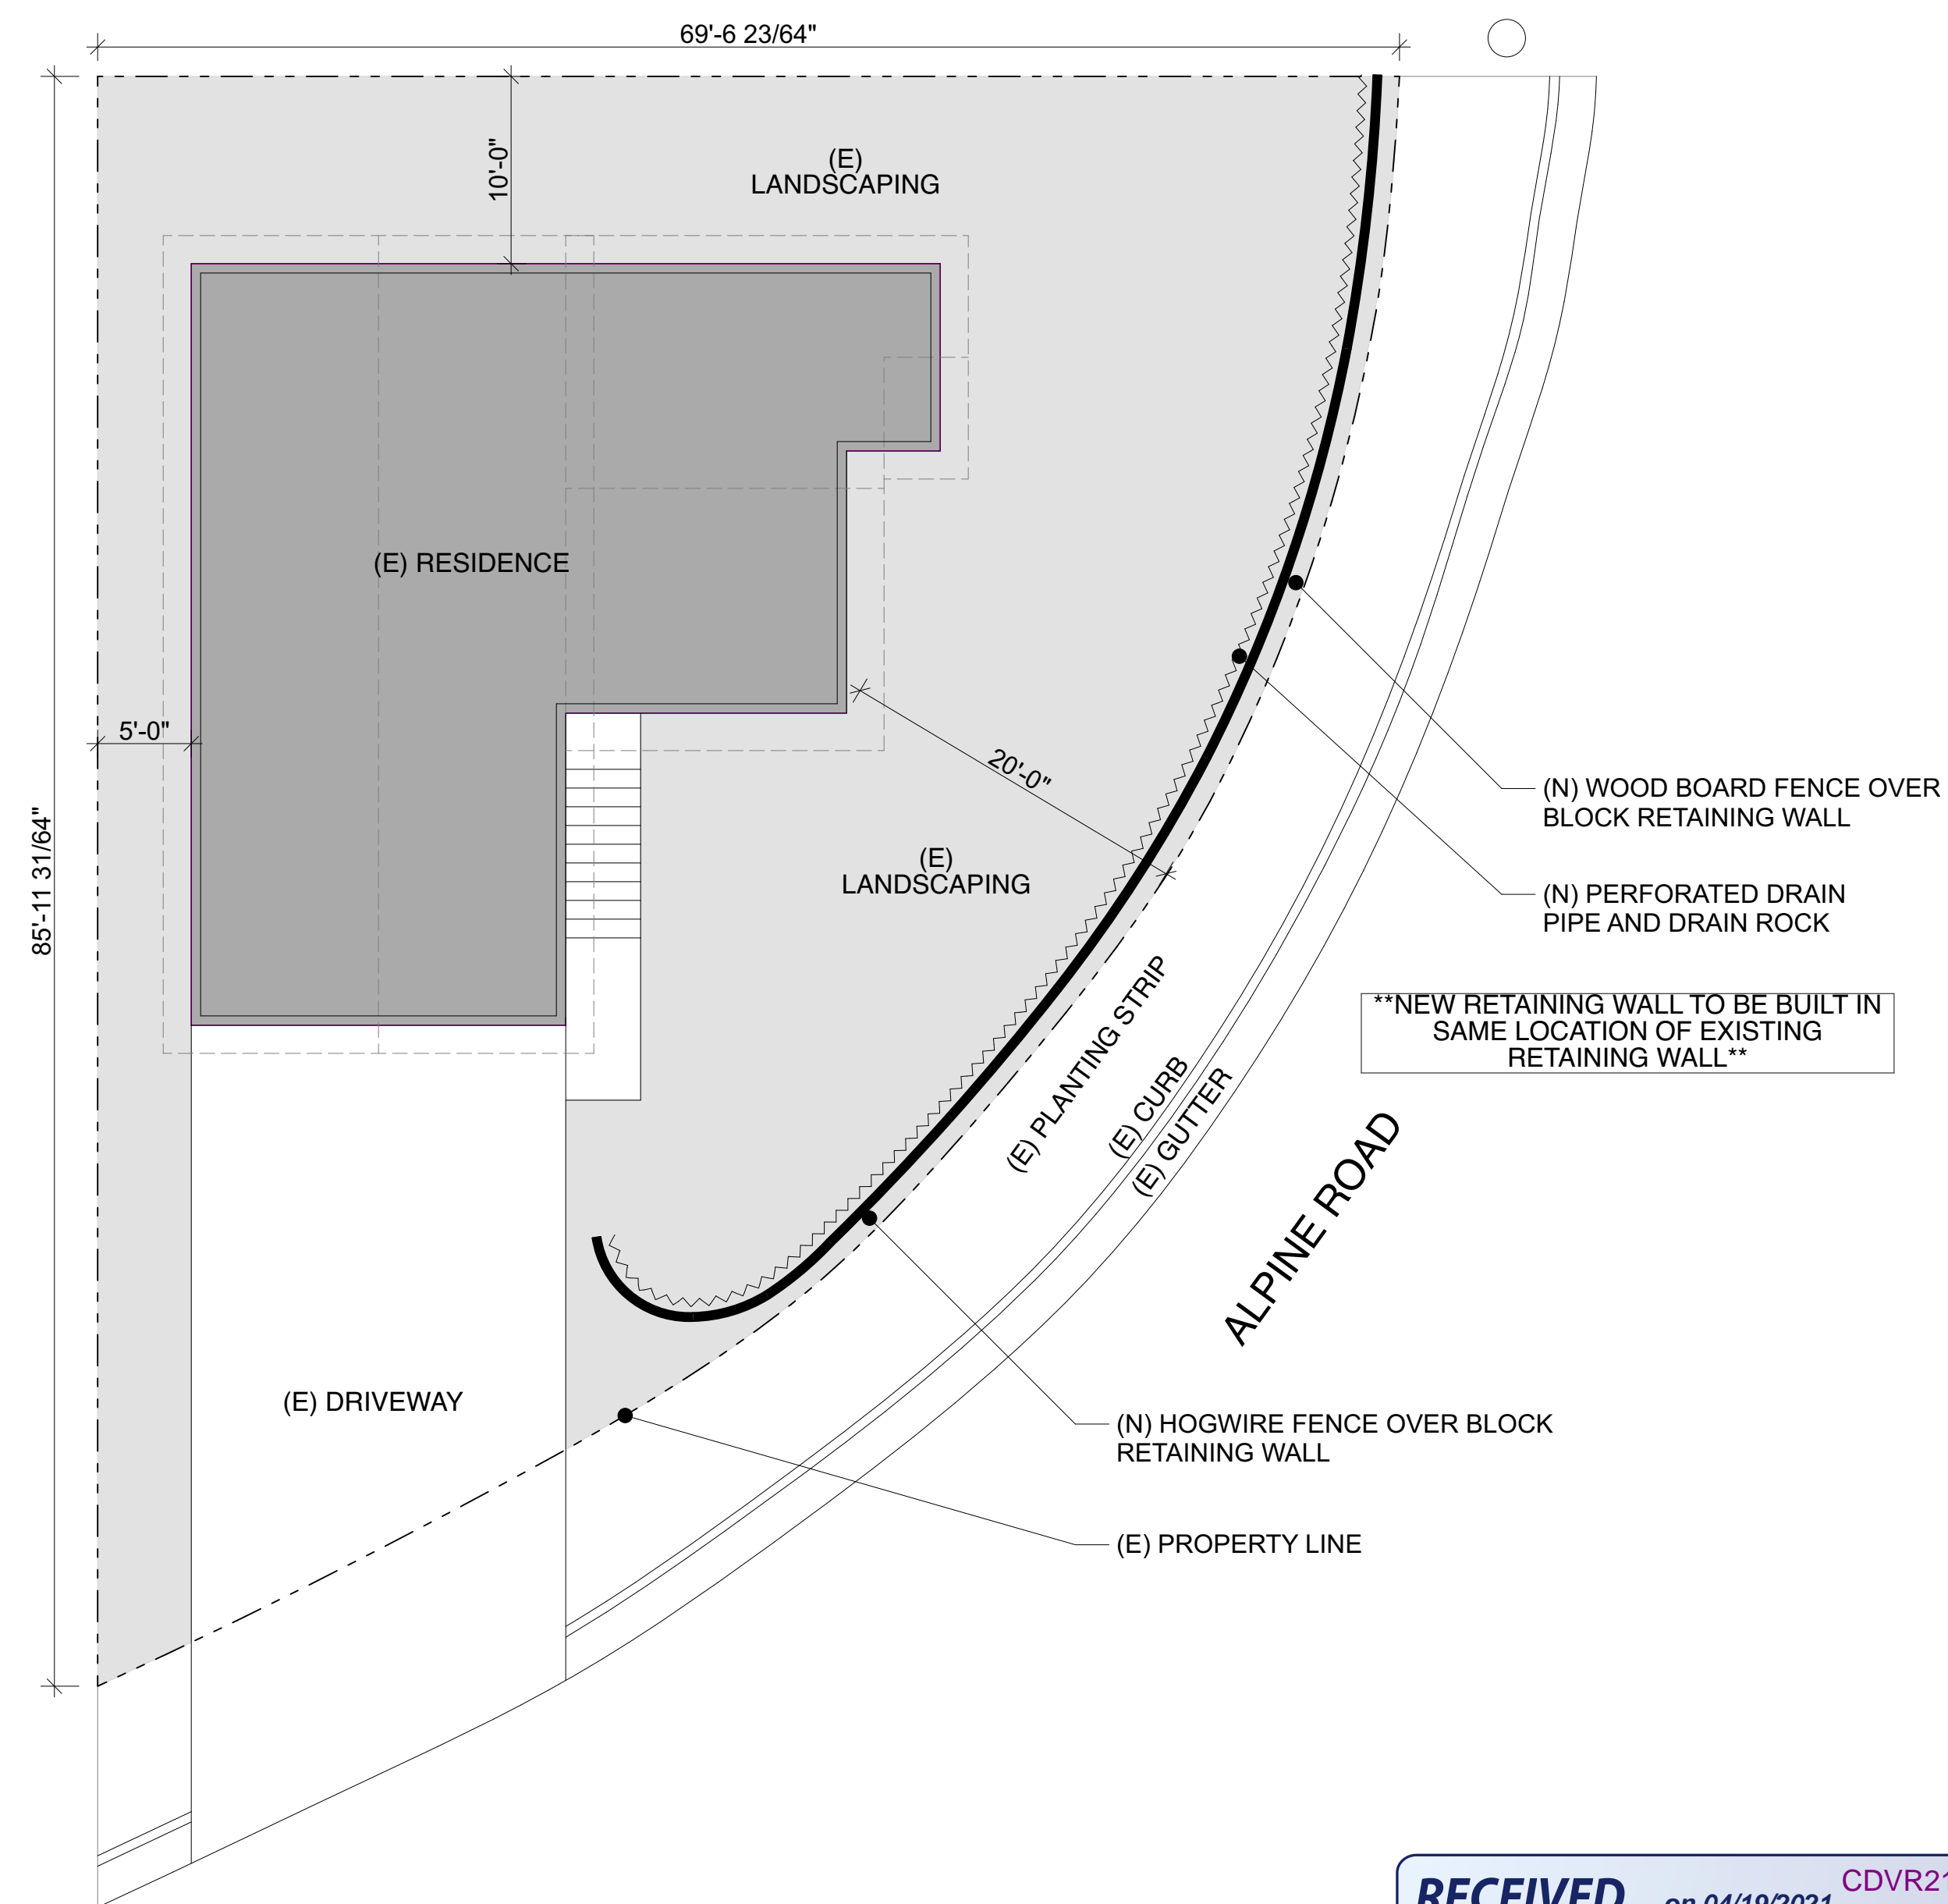 69'-6 23/64"
10'-0"
(E)
LANDSCAPING
(E) RESIDENCE
5'-0"
20'-0"
85'-11 31/64"
(N) WOOD BOARD FENCE OVER
BLOCK RETAINING WALL
(E)
LANDSCAPING
(N) PERFORATED DRAIN
PIPE AND DRAIN ROCK
**NEW RETAINING WALL TO BE BUILT IN
SAME LOCATION OF EXISTING
RETAINING WALL**
(E) PLANTING STRIP
(E) CURB
(E) GUTTER
ALPINE ROAD
(E) DRIVEWAY
(N) HOGWIRE FENCE OVER BLOCK
RETAINING WALL
(E) PROPERTY LINE
RECEIVED on 04/19/2021 CDVR21